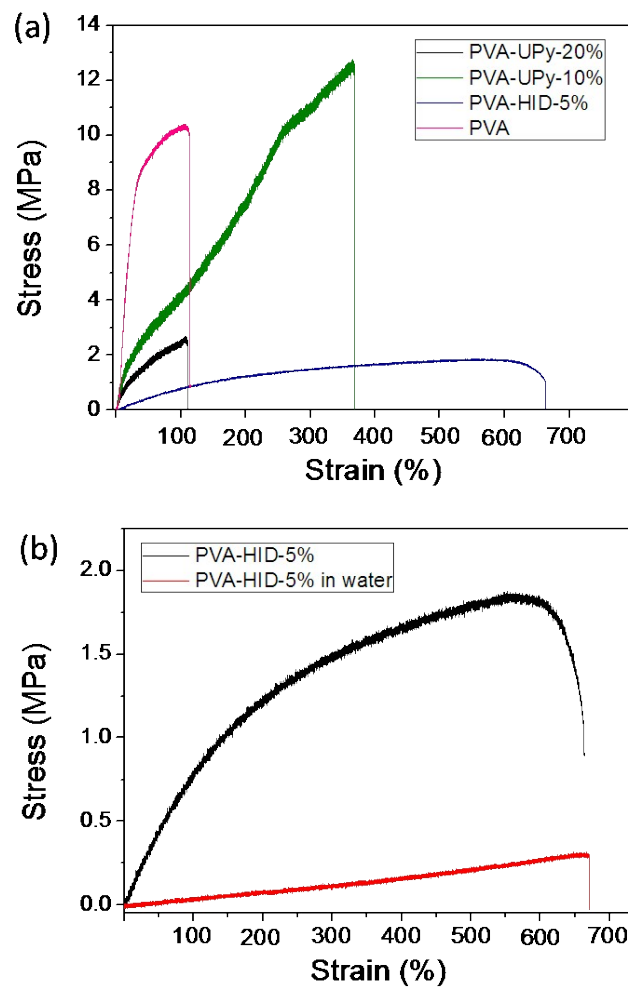 (a)
14
12
10
8
6
4
2
0
Stress (MPa)
PVA-UPy-20%
PVA-UPy-10%
PVA-HID-5%
PVA
100 200 300 400 500 600 700
Strain (%)
(b)
2.0
1.5
1.0
0.5
0.0
Stress (MPa)
PVA-HID-5%
PVA-HID-5% in water
100 200 300 400 500 600 700
Strain (%)